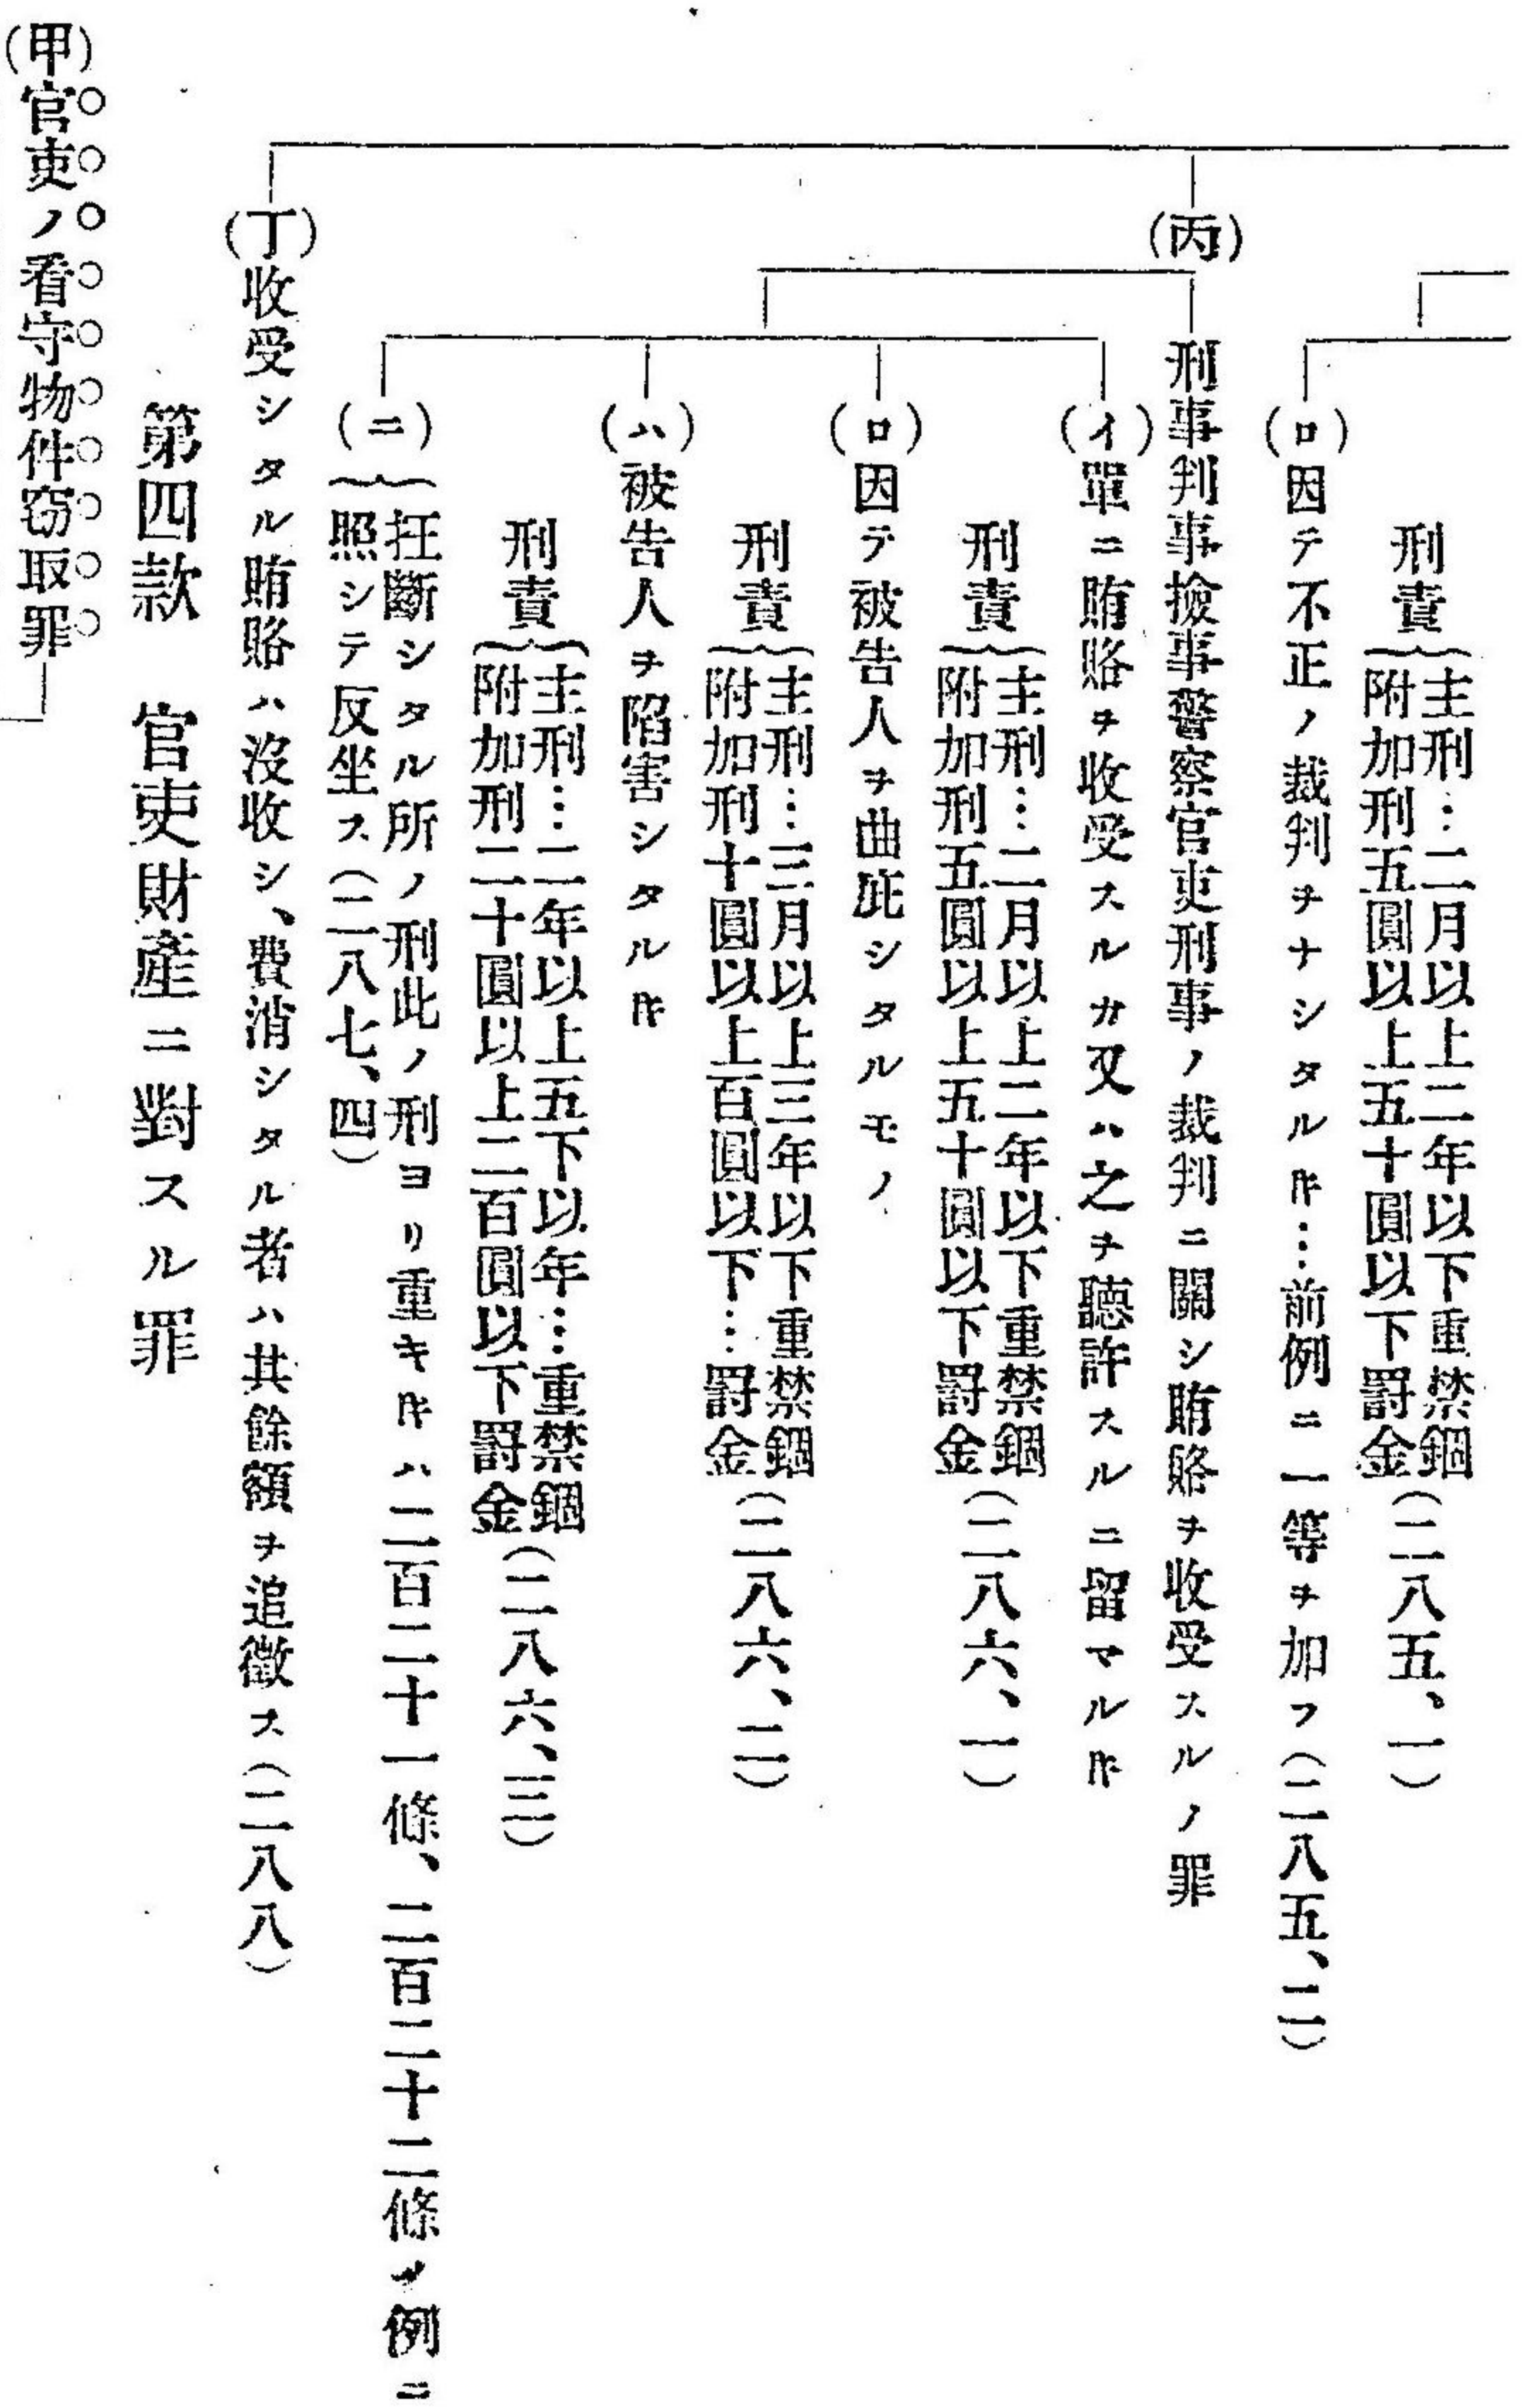 刑責
主刑…二月以上二年以下重禁錮
附加刑五圓以上五十圓以下罸金
(二八五、一)
(ロ)因テ不正ノ裁判ヲナシタル𪜈…前例ニ一等ヲ加フ(二八五、二)
(丙)
刑事判事撿事警察官吏刑事ノ裁判ニ關シ賄賂ヲ收受スルノ罪
(イ)單ニ賄賂ヲ收受スルカ又ハ之ヲ聽許スルニ留マル𪜈
刑責
主刑…二月以上二年以下重禁錮
附加刑五圓以上五十圓以下罸金
(二八六、一)
(ロ)因テ被告人ヲ曲庇シタルモノ
刑責
主刑…三月以上三年以下重禁錮
附加刑十圓以上百圓以下…罸金
(二八六、二)
(ハ)被告人ヲ陷害シタル𪜈
刑責
主刑…二年以上五下以年…重禁錮
附加刑二十圓以上二百圓以下罸金
(二八六、三)
(ニ)
抂斷シタル所ノ刑此ノ刑ヨリ重キ𪜈ハ二百二十一條、二百二十二條ノ例ニ
照シテ反坐ス(二八七、四)
(丁)收受シタル賄賂ハ沒收シ、費消シタル者ハ其餘額ヲ追徵ス(二八八)
第四款 官吏財產ニ對スル罪
(甲)官吏ノ看守物件窃取罪